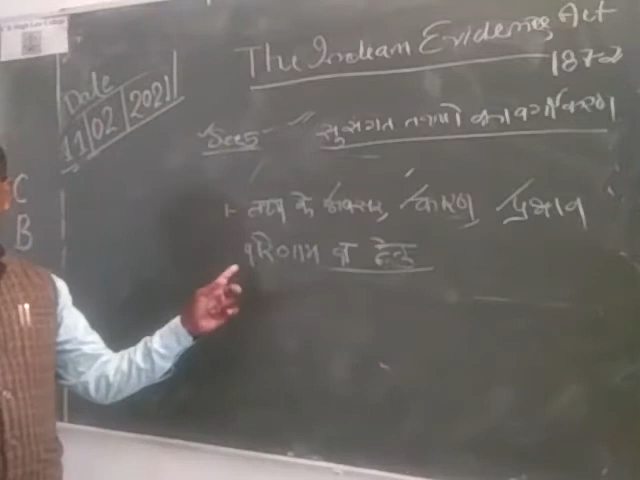 Date
11/02/2021
The Indian Evidence Act
1872
Sec 5 सुसंगत तथ्यों का वर्गीकरण
1- तथ्य के अवसर, कारण, प्रभाव
परिणाम व हेतु
C
B